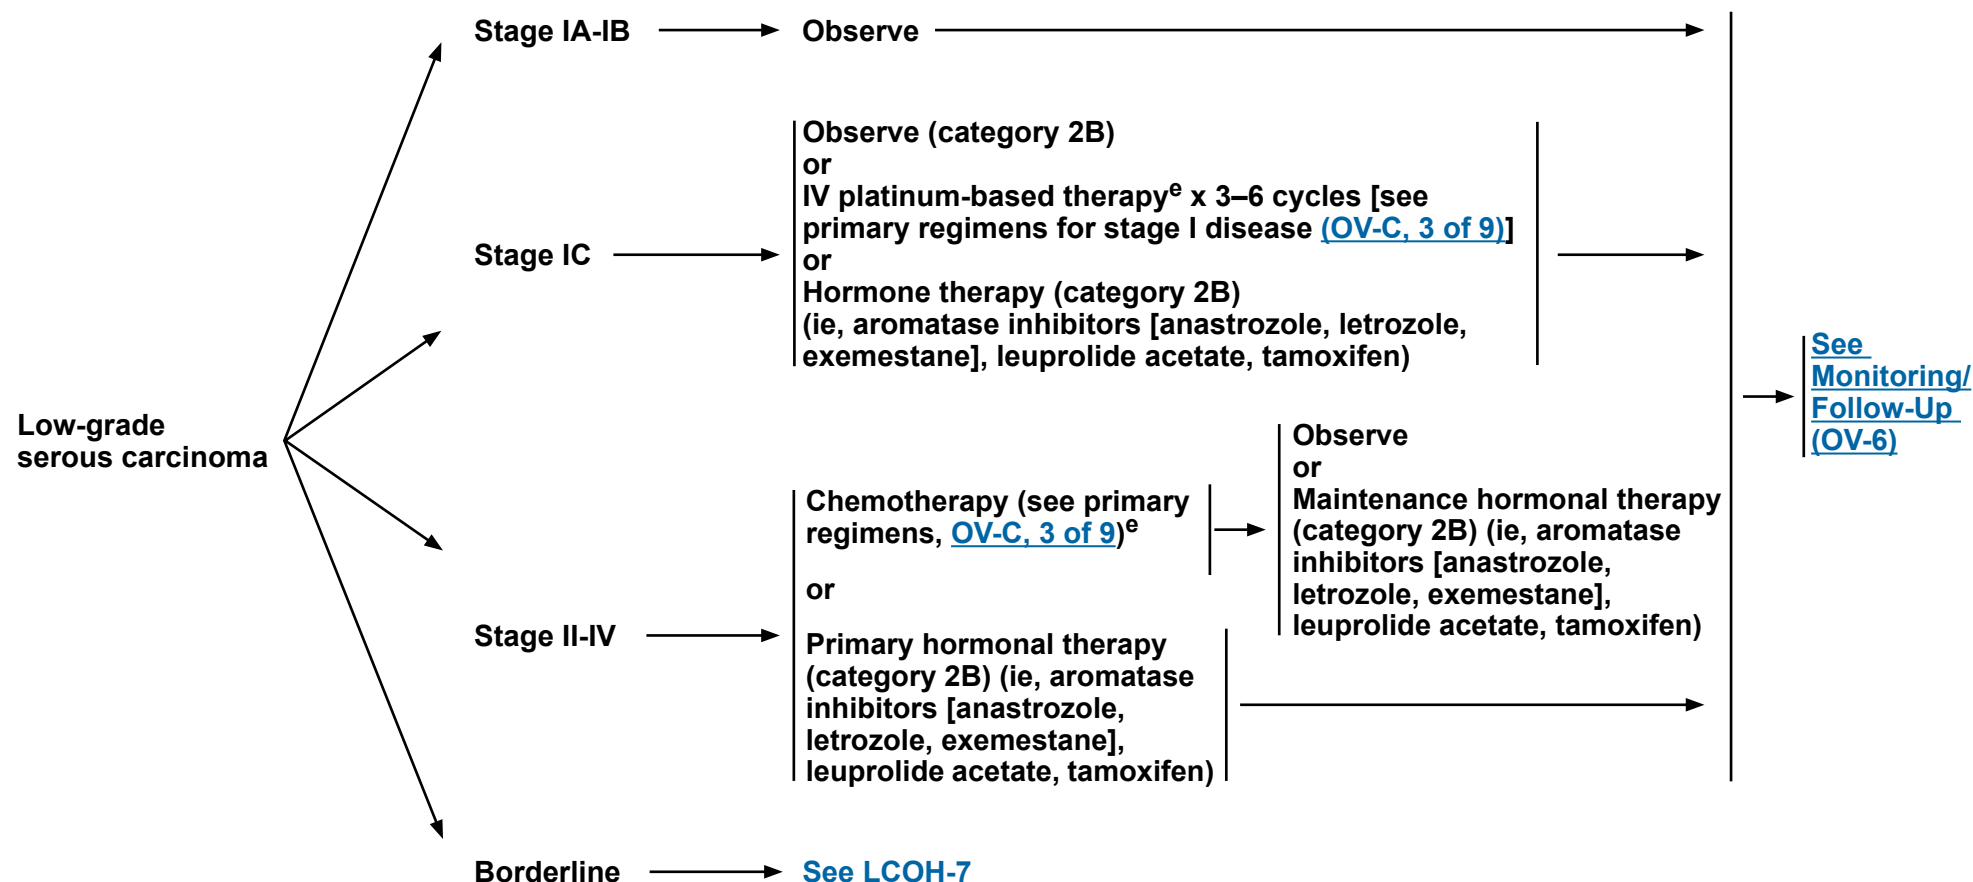 Low-grade
serous carcinoma
Stage IA-IB
Observe
Stage IC
Observe (category 2B)
or
IV platinum-based therapyᵉ x 3–6 cycles [see
primary regimens for stage I disease (OV-C, 3 of 9)]
or
Hormone therapy (category 2B)
(ie, aromatase inhibitors [anastrozole, letrozole,
exemestane], leuprolide acetate, tamoxifen)
Stage II-IV
Chemotherapy (see primary
regimens, OV-C, 3 of 9)ᵉ
or
Primary hormonal therapy
(category 2B) (ie, aromatase
inhibitors [anastrozole,
letrozole, exemestane],
leuprolide acetate, tamoxifen)
Observe
or
Maintenance hormonal therapy
(category 2B) (ie, aromatase
inhibitors [anastrozole,
letrozole, exemestane],
leuprolide acetate, tamoxifen)
Borderline
See LCOH-7
See
Monitoring/
Follow-Up
(OV-6)